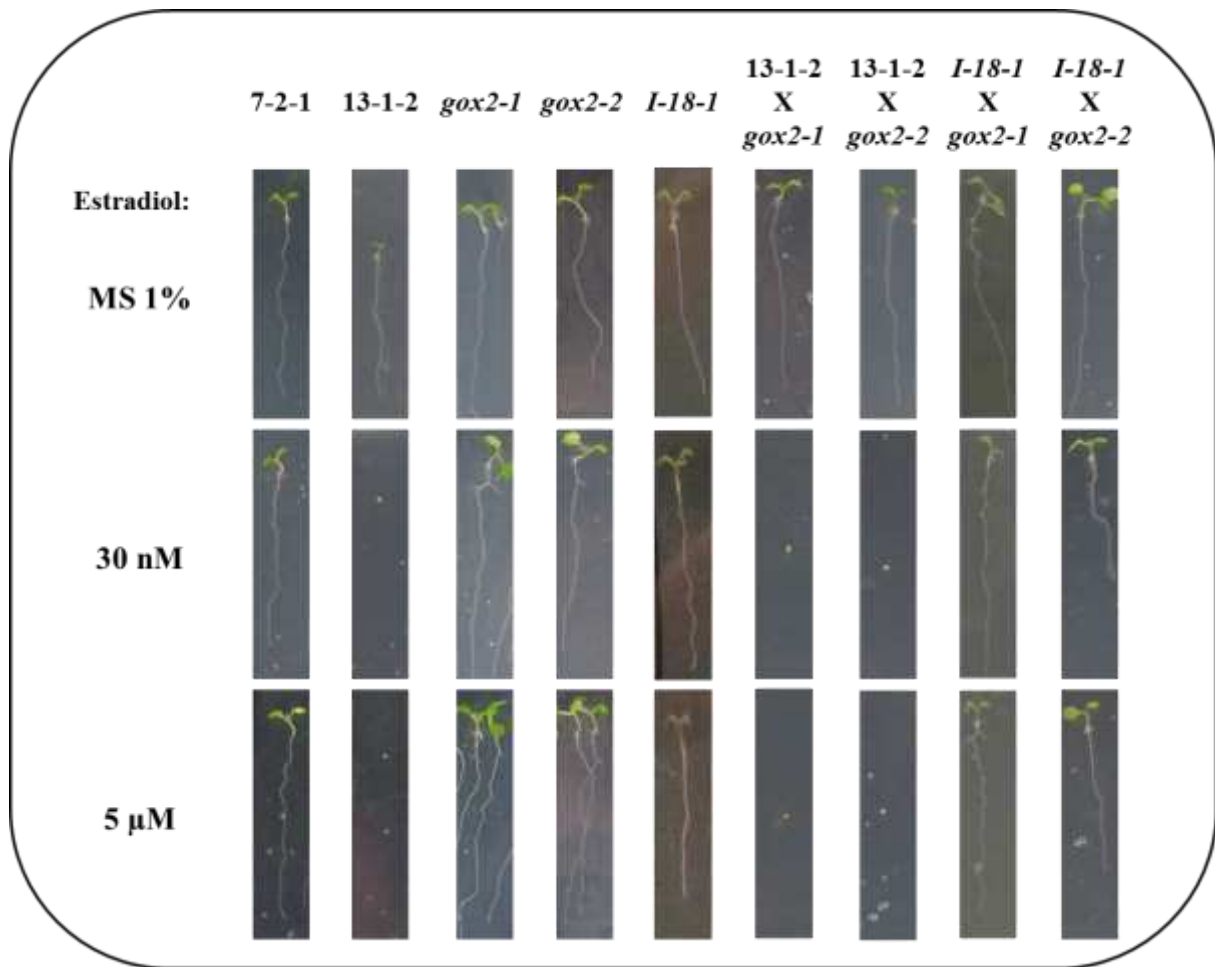 13-1-2 13-1-2 I-18-1 I-18-1
7-2-1 13-1-2 gox2-1 gox2-2 I-18-1 X X X X
gox2-1 gox2-2 gox2-1 gox2-2
Estradiol:
MS 1%
30 nM
5 µM